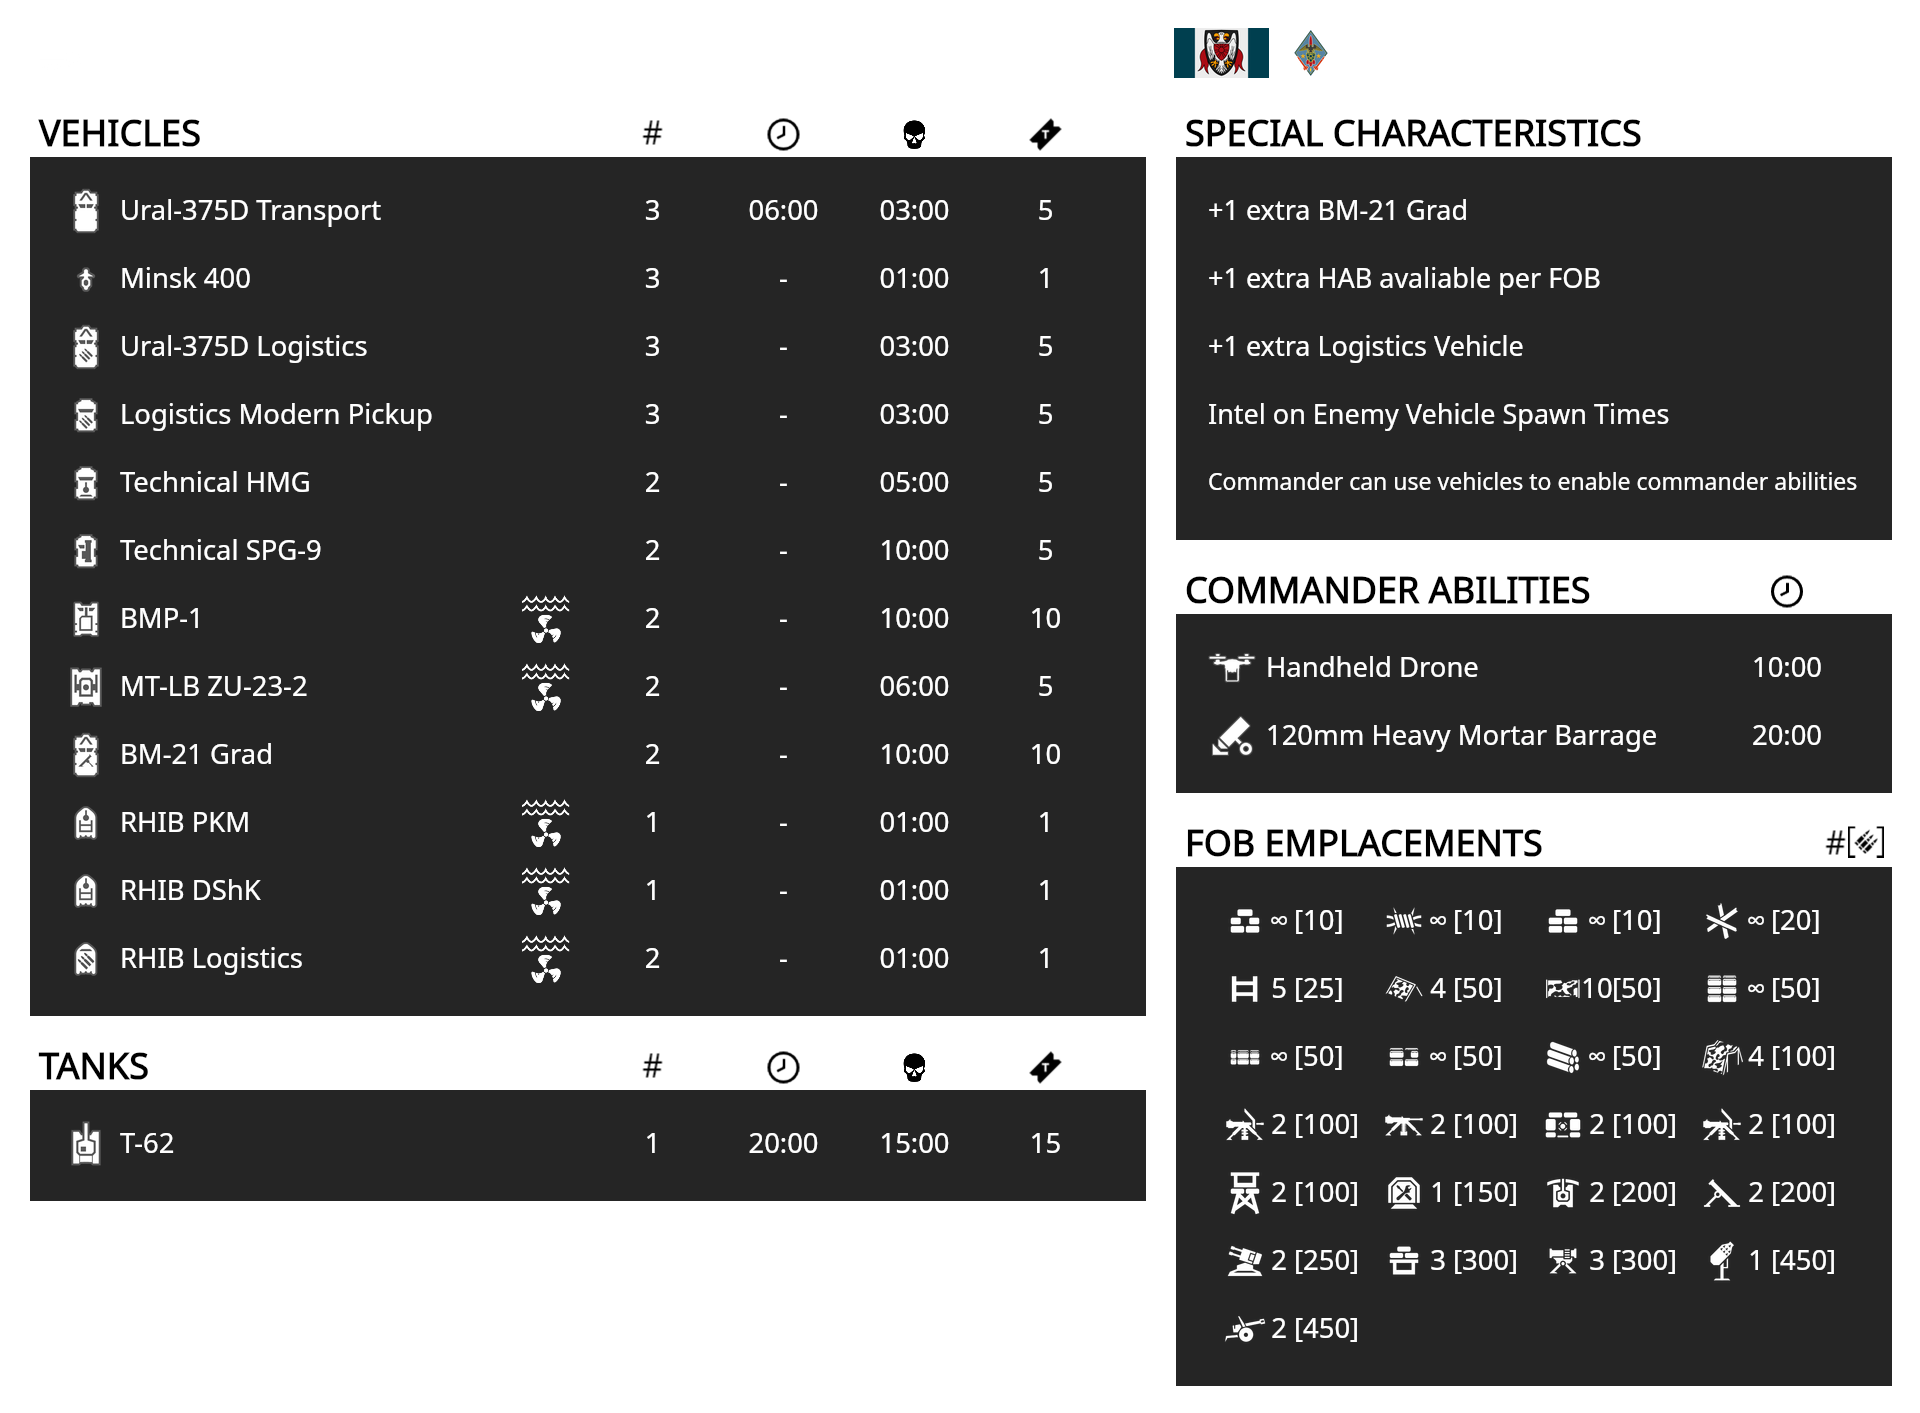 VEHICLES #
Ural-375D Transport 3 06:00 03:00 5
Minsk 400 3 - 01:00 1
Ural-375D Logistics 3 - 03:00 5
Logistics Modern Pickup 3 - 03:00 5
Technical HMG 2 - 05:00 5
Technical SPG-9 2 - 10:00 5
BMP-1 2 - 10:00 10
MT-LB ZU-23-2 2 - 06:00 5
BM-21 Grad 2 - 10:00 10
RHIB PKM 1 - 01:00 1
RHIB DShK 1 - 01:00 1
RHIB Logistics 2 - 01:00 1
TANKS #
T-62 1 20:00 15:00 15
SPECIAL CHARACTERISTICS
+1 extra BM-21 Grad
+1 extra HAB avaliable per FOB
+1 extra Logistics Vehicle
Intel on Enemy Vehicle Spawn Times
Commander can use vehicles to enable commander abilities
COMMANDER ABILITIES
Handheld Drone 10:00
120mm Heavy Mortar Barrage 20:00
FOB EMPLACEMENTS #[ ]
∞ [10] ∞ [10] ∞ [10] ∞ [20]
5 [25] 4 [50] 10[50] ∞ [50]
∞ [50] ∞ [50] ∞ [50] 4 [100]
2 [100] 2 [100] 2 [100] 2 [100]
2 [100] 1 [150] 2 [200] 2 [200]
2 [250] 3 [300] 3 [300] 1 [450]
2 [450]